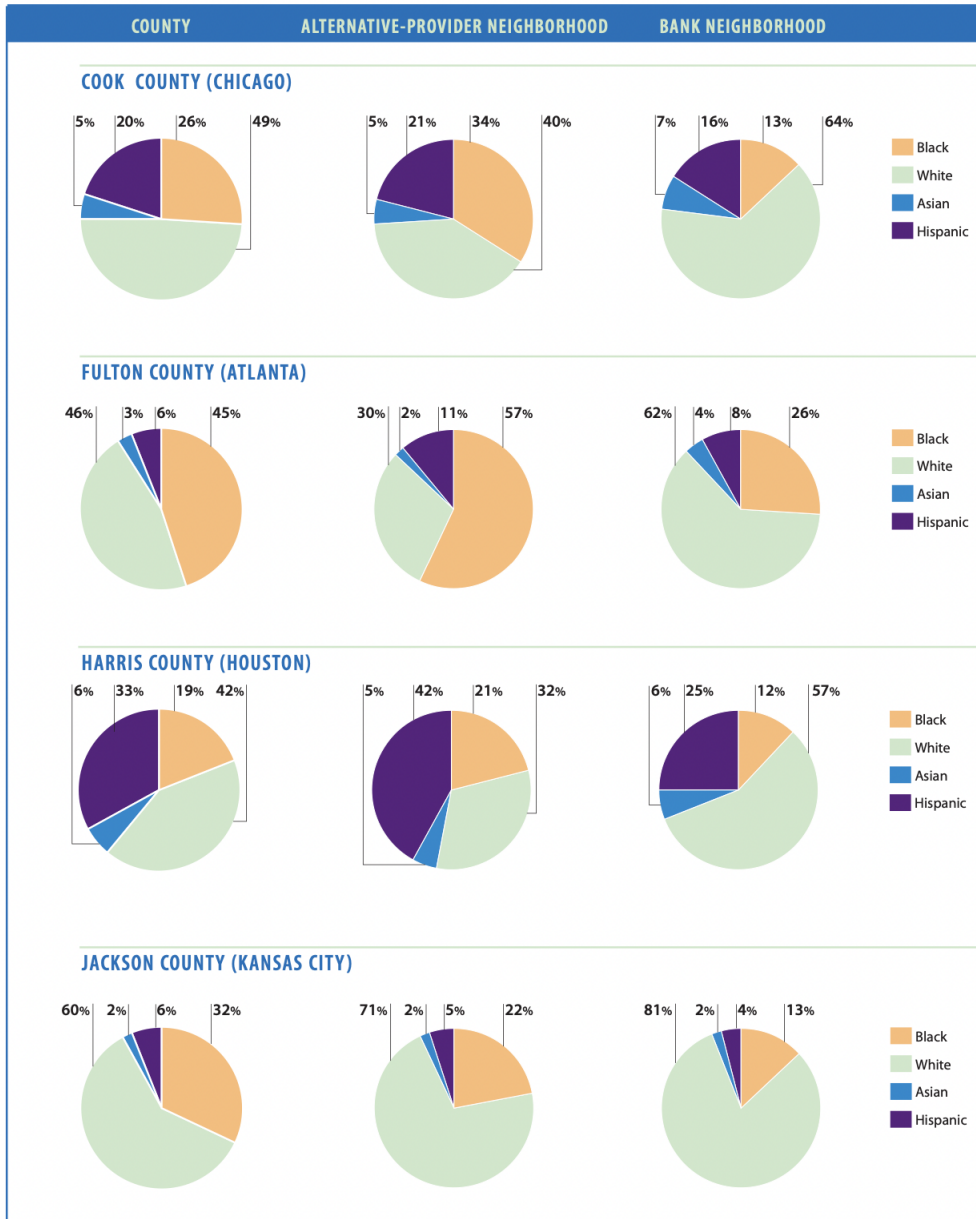 COUNTY ALTERNATIVE-PROVIDER NEIGHBORHOOD BANK NEIGHBORHOOD
COOK COUNTY (CHICAGO)
5% 20% 26% 49% 5% 21% 34% 40% 7% 16% 13% 64%
Black
White
Asian
Hispanic
FULTON COUNTY (ATLANTA)
46% 3% 6% 45% 30% 2% 11% 57% 62% 4% 8% 26%
Black
White
Asian
Hispanic
HARRIS COUNTY (HOUSTON)
6% 33% 19% 42% 5% 42% 21% 32% 6% 25% 12% 57%
Black
White
Asian
Hispanic
JACKSON COUNTY (KANSAS CITY)
60% 2% 6% 32% 71% 2% 5% 22% 81% 2% 4% 13%
Black
White
Asian
Hispanic